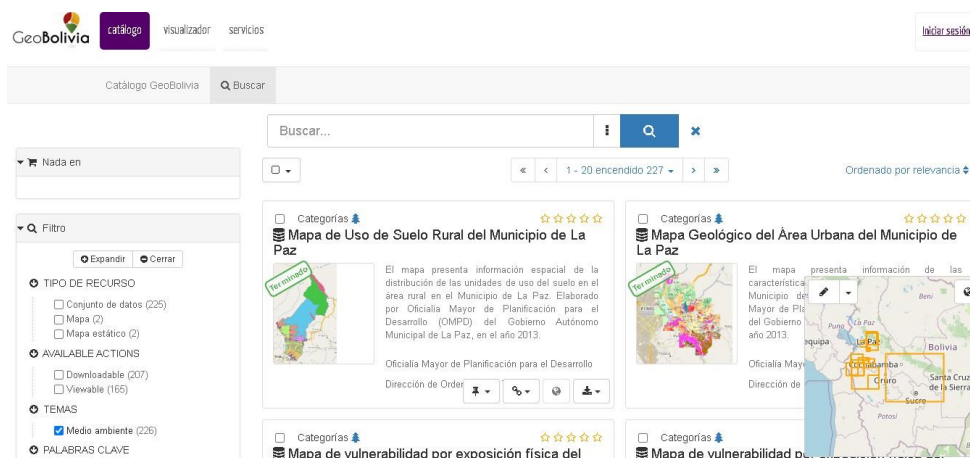 GeoBolivia
catálogo
visualizador
servicios
Iniciar sesión
Catálogo GeoBolivia
Buscar
Buscar...
Nada en
1 - 20 encendido 227
Ordenado por relevancia
Filtro
Expandir
Cerrar
TIPO DE RECURSO
Conjunto de datos (225)
Mapa (2)
Mapa estático (2)
AVAILABLE ACTIONS
Downloadable (207)
Viewable (165)
TEMAS
Medio ambiente (226)
PALABRAS CLAVE
Categorías
Mapa de Uso de Suelo Rural del Municipio de La
Paz
Terminado
El mapa presenta información espacial de la
distribución de las unidades de uso del suelo en el
área rural en el Municipio de La Paz. Elaborado
por Oficialía Mayor de Planificación para el
Desarrollo (OMPD) del Gobierno Autónomo
Municipal de La Paz, en el año 2013.
Oficialía Mayor de Planificación para el Desarrollo
Dirección de Orden
Categorías
Mapa Geológico del Área Urbana del Municipio de
La Paz
Terminado
El mapa presenta información de las
característica
Municipio de
Mayor de Pla
del Gobierno
año 2013.
Oficialía May
Dirección de
Beni
Puno
La Paz
La Paz
equipa
Bolivia
Cochabamba
Oruro
Santa Cruz
de la Sierra
Sucre
Potosí
Categorías
Mapa de vulnerabilidad por exposición física del
Categorías
Mapa de vulnerabilidad por exposición física del